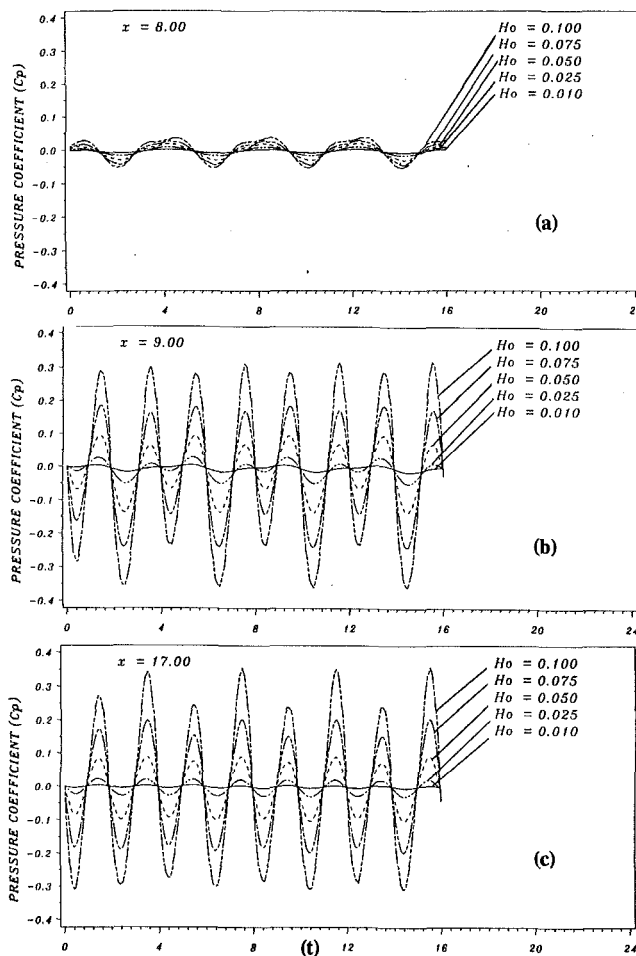 x = 8.00
Ho = 0.100
Ho = 0.075
Ho = 0.050
Ho = 0.025
Ho = 0.010
PRESSURE COEFFICIENT (Cp)
0.4
0.3
0.2
0.1
0.0
-0.1
-0.2
-0.3
-0.4
(a)
0 4 8 12 16 20 24
x = 9.00
Ho = 0.100
Ho = 0.075
Ho = 0.050
Ho = 0.025
Ho = 0.010
PRESSURE COEFFICIENT (Cp)
0.4
0.3
0.2
0.1
0.0
-0.1
-0.2
-0.3
-0.4
(b)
0 4 8 12 16 20 24
x = 17.00
Ho = 0.100
Ho = 0.075
Ho = 0.050
Ho = 0.025
Ho = 0.010
PRESSURE COEFFICIENT (Cp)
0.4
0.3
0.2
0.1
0.0
-0.1
-0.2
-0.3
-0.4
(c)
0 4 8 12 16 20 24
(t)